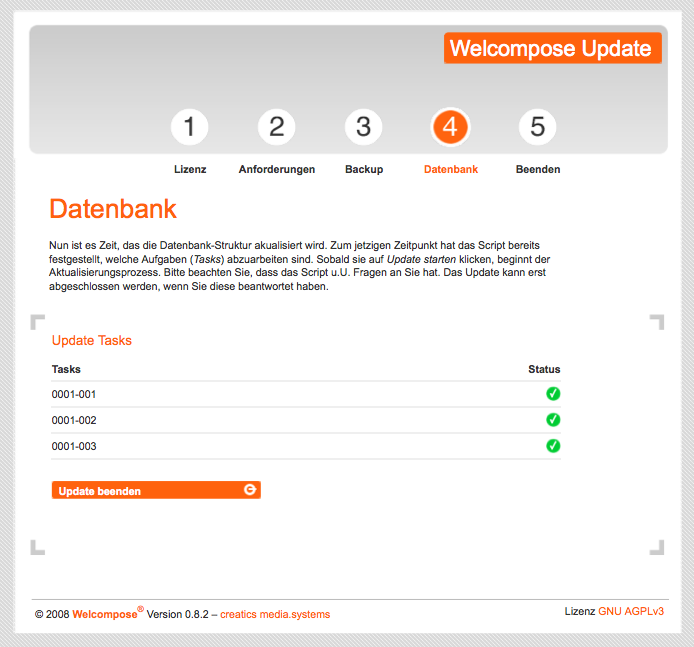 Welcompose Update
1 2 3 4 5
Lizenz Anforderungen Backup Datenbank Beenden
Datenbank
Nun ist es Zeit, das die Datenbank-Struktur akualisiert wird. Zum jetzigen Zeitpunkt hat das Script bereits
festgestellt, welche Aufgaben (Tasks) abzuarbeiten sind. Sobald sie auf Update starten klicken, beginnt der
Aktualisierungsprozess. Bitte beachten Sie, dass das Script u.U. Fragen an Sie hat. Das Update kann erst
abgeschlossen werden, wenn Sie diese beantwortet haben.
Update Tasks
Tasks Status
0001-001
0001-002
0001-003
Update beenden
© 2008 Welcompose® Version 0.8.2 – creatics media.systems
Lizenz GNU AGPLv3